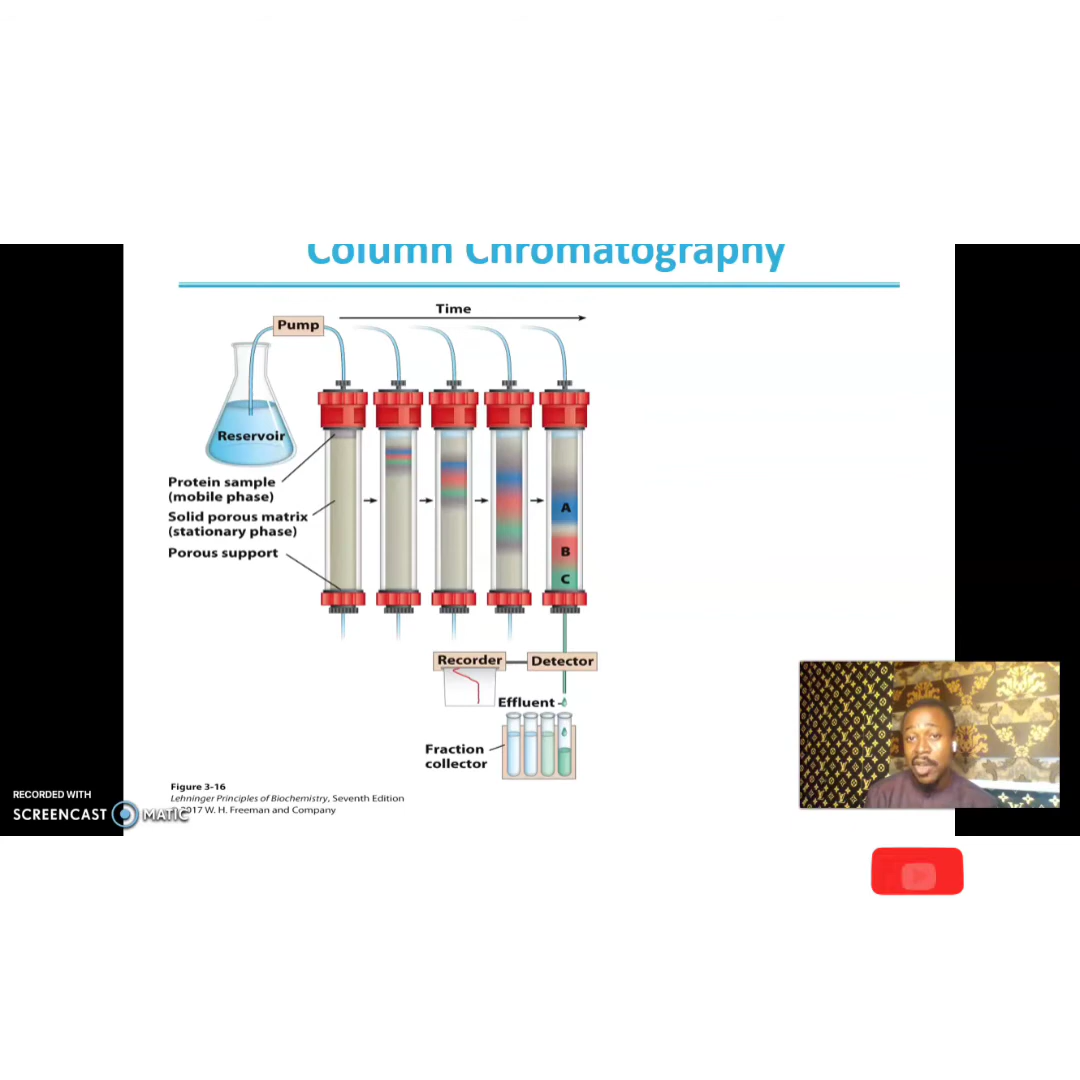 Column Chromatography
Time
Pump
Reservoir
Protein sample
(mobile phase)
Solid porous matrix
(stationary phase)
Porous support
A
B
C
Recorder
Detector
Effluent
Fraction
collector
Figure 3-16
Lehninger Principles of Biochemistry, Seventh Edition
2017 W. H. Freeman and Company
RECORDED WITH
SCREENCAST MATIC